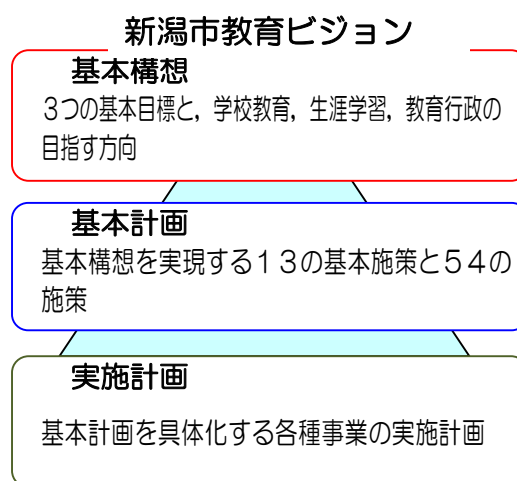 新潟市教育ビジョン
基本構想
3つの基本目標と，学校教育，生涯学習，教育行政の
目指す方向
基本計画
基本構想を実現する１３の基本施策と５４の
施策
実施計画
基本計画を具体化する各種事業の実施計画